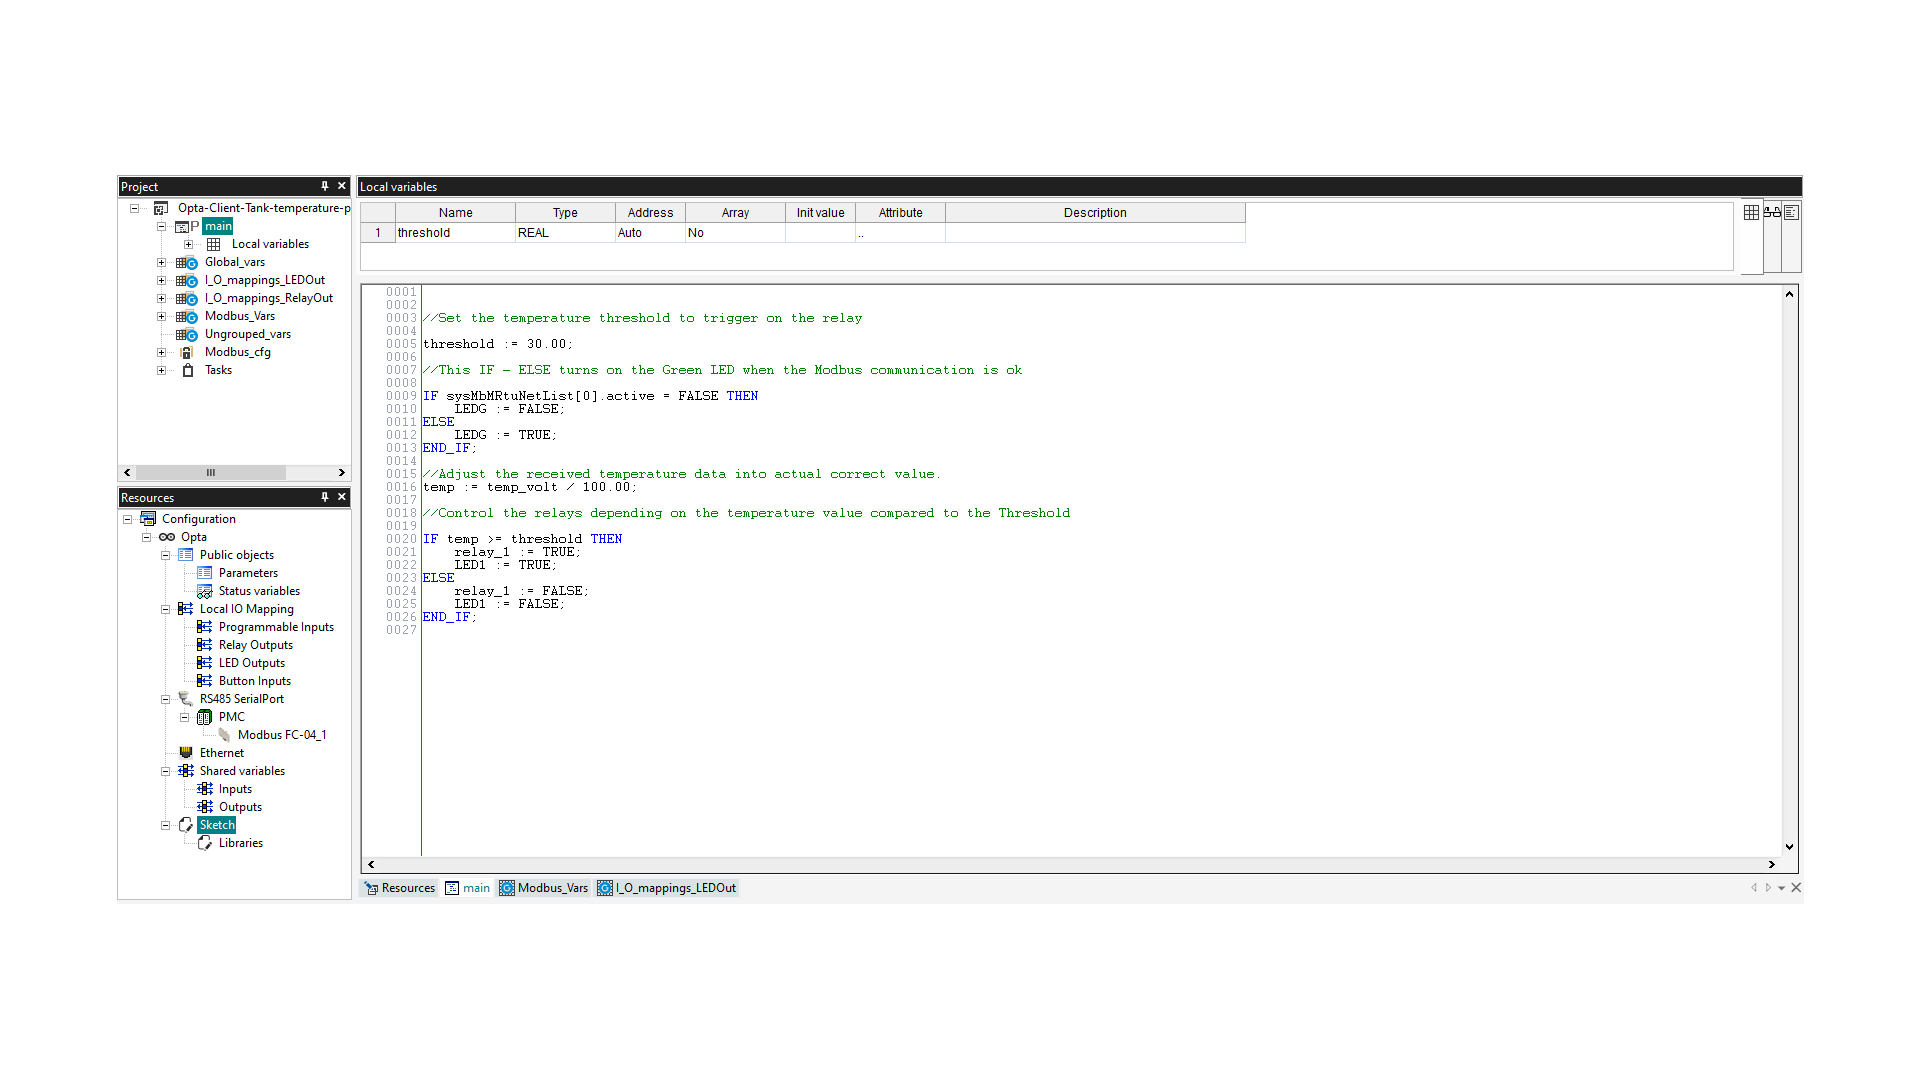 Project
Opta-Client-Tank-temperature-p
P main
Local variables
Global_vars
I_O_mappings_LEDOut
I_O_mappings_RelayOut
Modbus_Vars
Ungrouped_vars
Modbus_cfg
Tasks
Resources
Configuration
Opta
Public objects
Parameters
Status variables
Local IO Mapping
Programmable Inputs
Relay Outputs
LED Outputs
Button Inputs
RS485 SerialPort
PMC
Modbus FC-04_1
Ethernet
Shared variables
Inputs
Outputs
Sketch
Libraries
Local variables
Name Type Address Array Init value Attribute Description
1 threshold REAL Auto No ..
0001
0002
0003 //Set the temperature threshold to trigger on the relay
0004
0005 threshold := 30.00;
0006
0007 //This IF - ELSE turns on the Green LED when the Modbus communication is ok
0008
0009 IF sysMbMRtuNetList[0].active = FALSE THEN
0010 LEDG := FALSE;
0011 ELSE
0012 LEDG := TRUE;
0013 END_IF;
0014
0015 //Adjust the received temperature data into actual correct value.
0016 temp := temp_volt / 100.00;
0017
0018 //Control the relays depending on the temperature value compared to the Threshold
0019
0020 IF temp >= threshold THEN
0021 relay_1 := TRUE;
0022 LED1 := TRUE;
0023 ELSE
0024 relay_1 := FALSE;
0025 LED1 := FALSE;
0026 END_IF;
0027
Resources main Modbus_Vars I_O_mappings_LEDOut